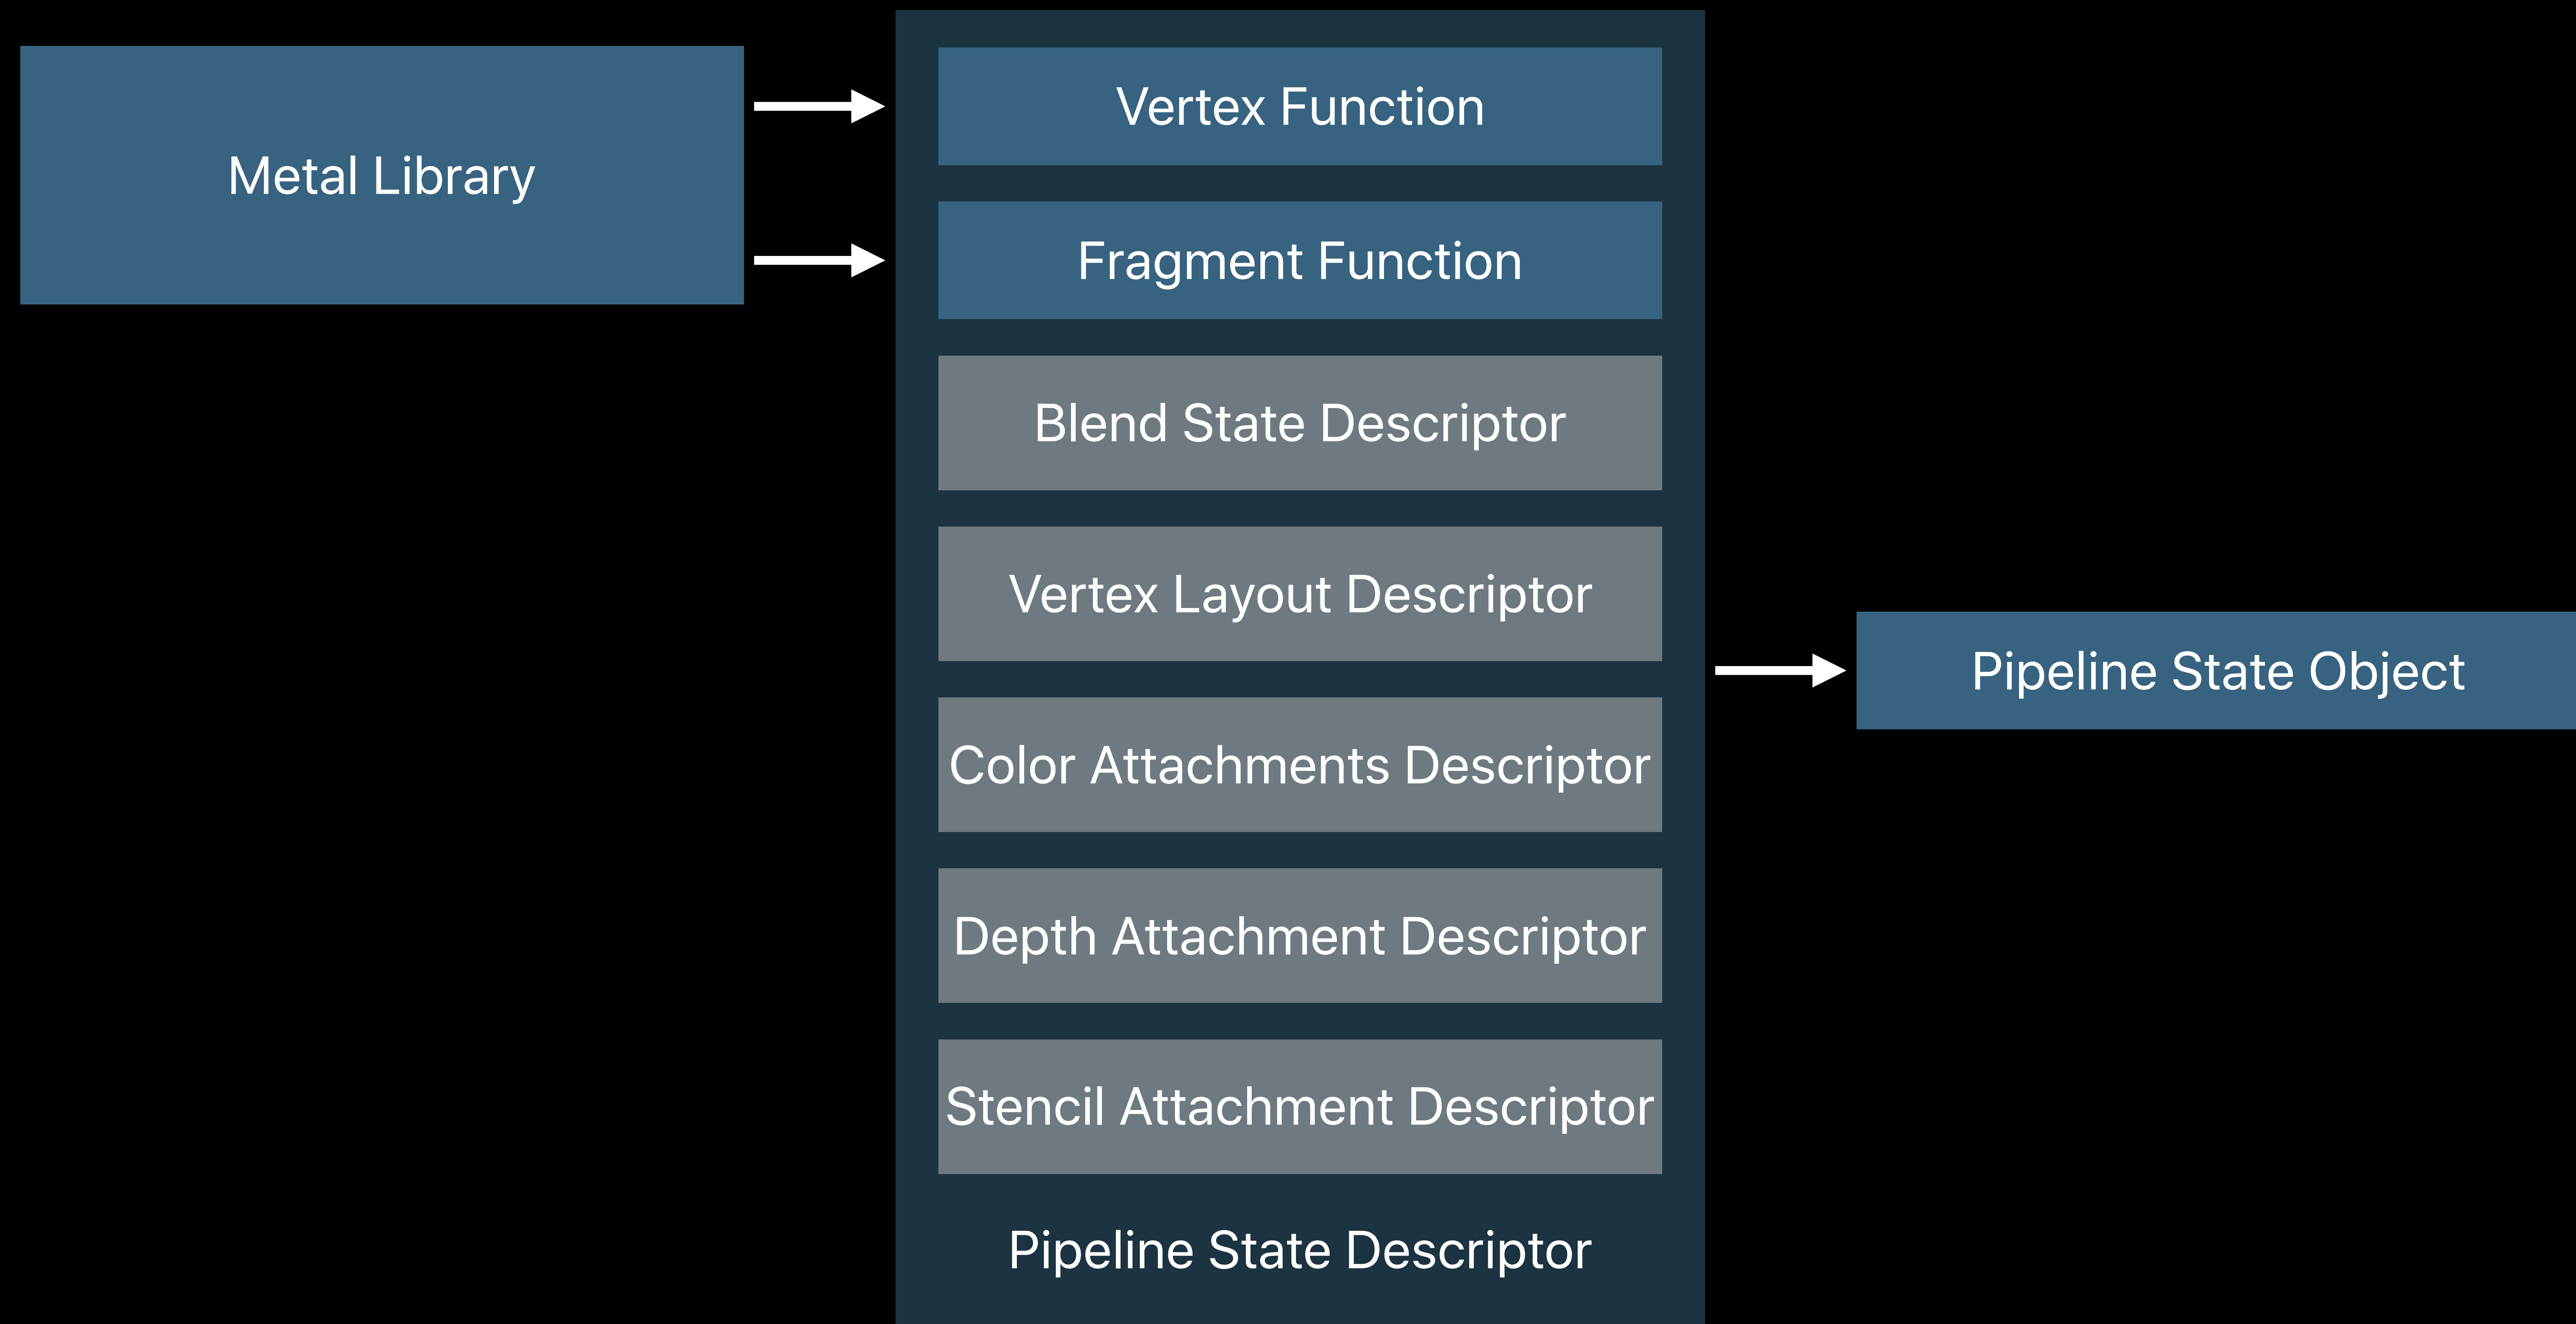 Metal Library
Vertex Function
Fragment Function
Blend State Descriptor
Vertex Layout Descriptor
Color Attachments Descriptor
Depth Attachment Descriptor
Stencil Attachment Descriptor
Pipeline State Descriptor
Pipeline State Object